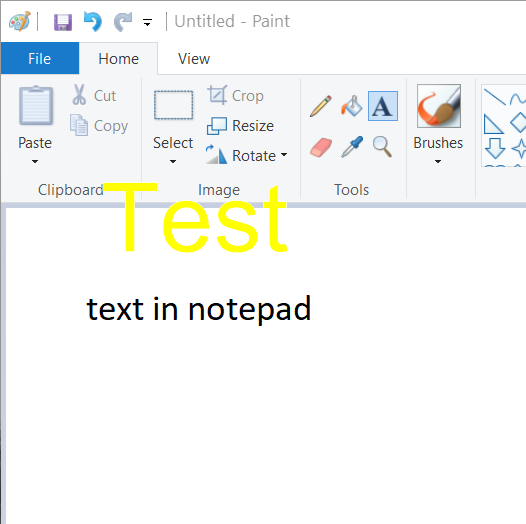 Untitled - Paint
File Home View
Paste
Cut
Copy
Clipboard
Select
Crop
Resize
Rotate
Image
A
Tools
Brushes
Test
text in notepad